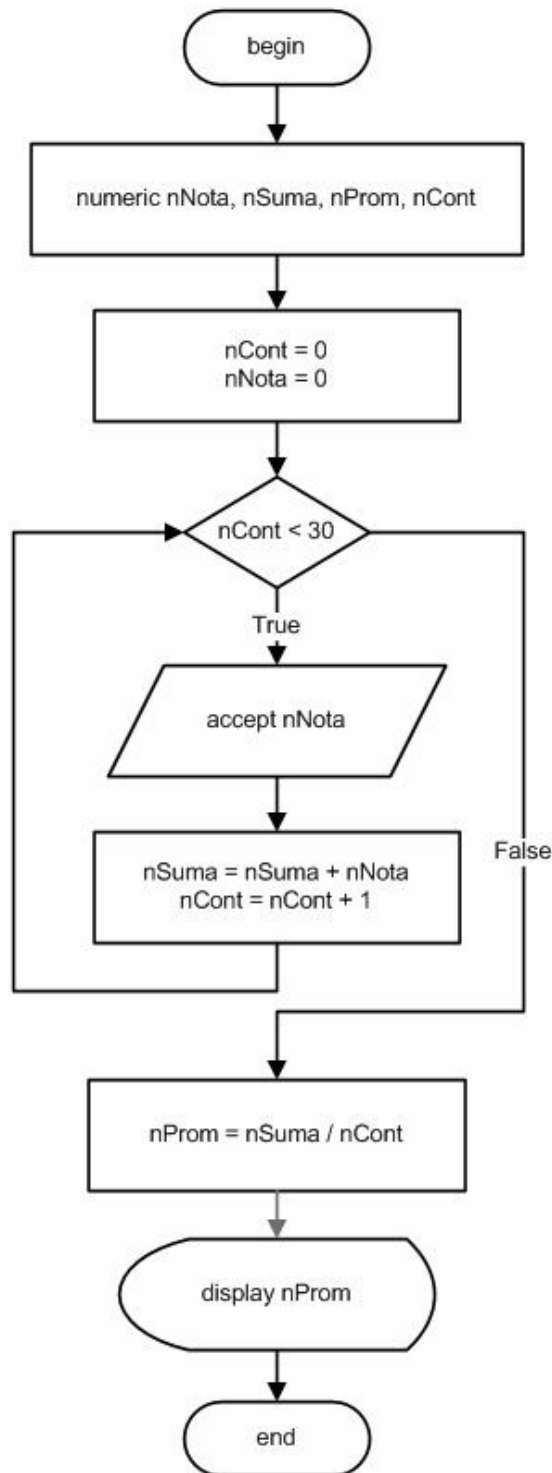 begin
numeric nNota, nSuma, nProm, nCont
nCont = 0
nNota = 0
nCont < 30
True
accept nNota
nSuma = nSuma + nNota
nCont = nCont + 1
False
nProm = nSuma / nCont
display nProm
end